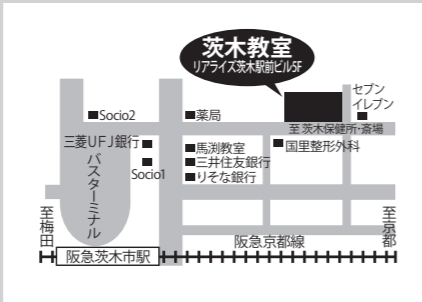 茨木教室
リアライズ茨木駅前ビル5F
セブン
イレブン
■Socio2
■薬局
至 茨木保健所・斎場
三菱UFJ銀行■
■馬渕教室
■国里整形外科
■三井住友銀行
Socio1
■りそな銀行
バスターミナル
至梅田
至京都
阪急京都線
阪急茨木市駅